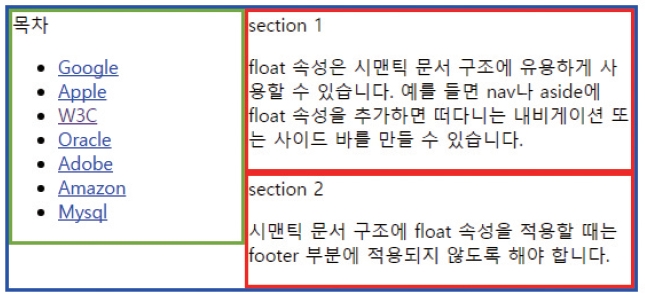 목차
Google
Apple
W3C
Oracle
Adobe
Amazon
Mysql
section 1
float 속성은 시맨틱 문서 구조에 유용하게 사
용할 수 있습니다. 예를 들면 nav나 aside에
float 속성을 추가하면 떠다니는 내비게이션 또
는 사이드 바를 만들 수 있습니다.
section 2
시맨틱 문서 구조에 float 속성을 적용할 때는
footer 부분에 적용되지 않도록 해야 합니다.